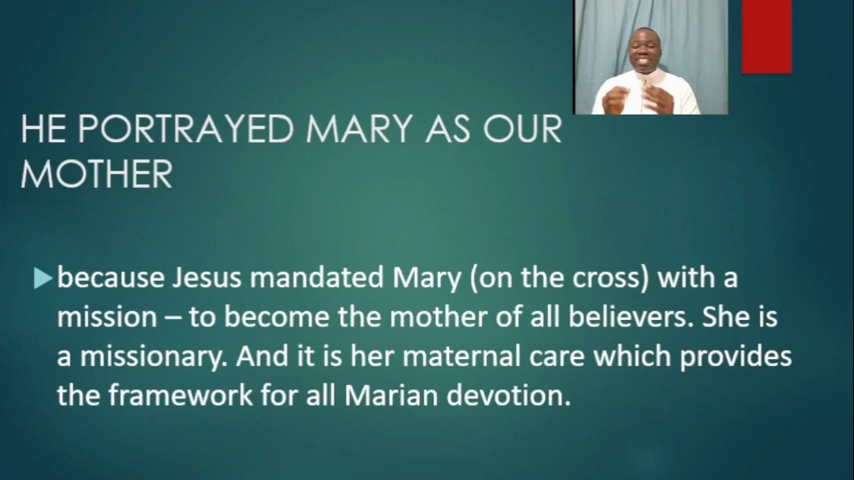 HE PORTRAYED MARY AS OUR
MOTHER
because Jesus mandated Mary (on the cross) with a
mission – to become the mother of all believers. She is
a missionary. And it is her maternal care which provides
the framework for all Marian devotion.